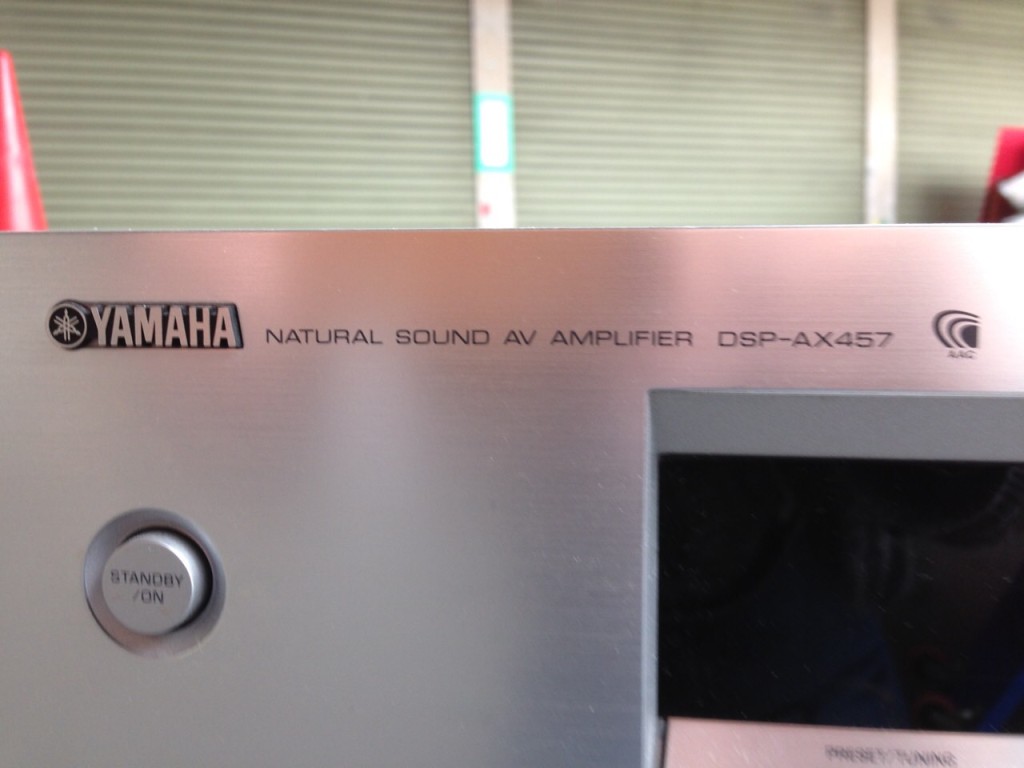 YAMAHA NATURAL SOUND AV AMPLIFIER DSP-AX457
AAC
STANDBY
/ON
PRESET/TUNING